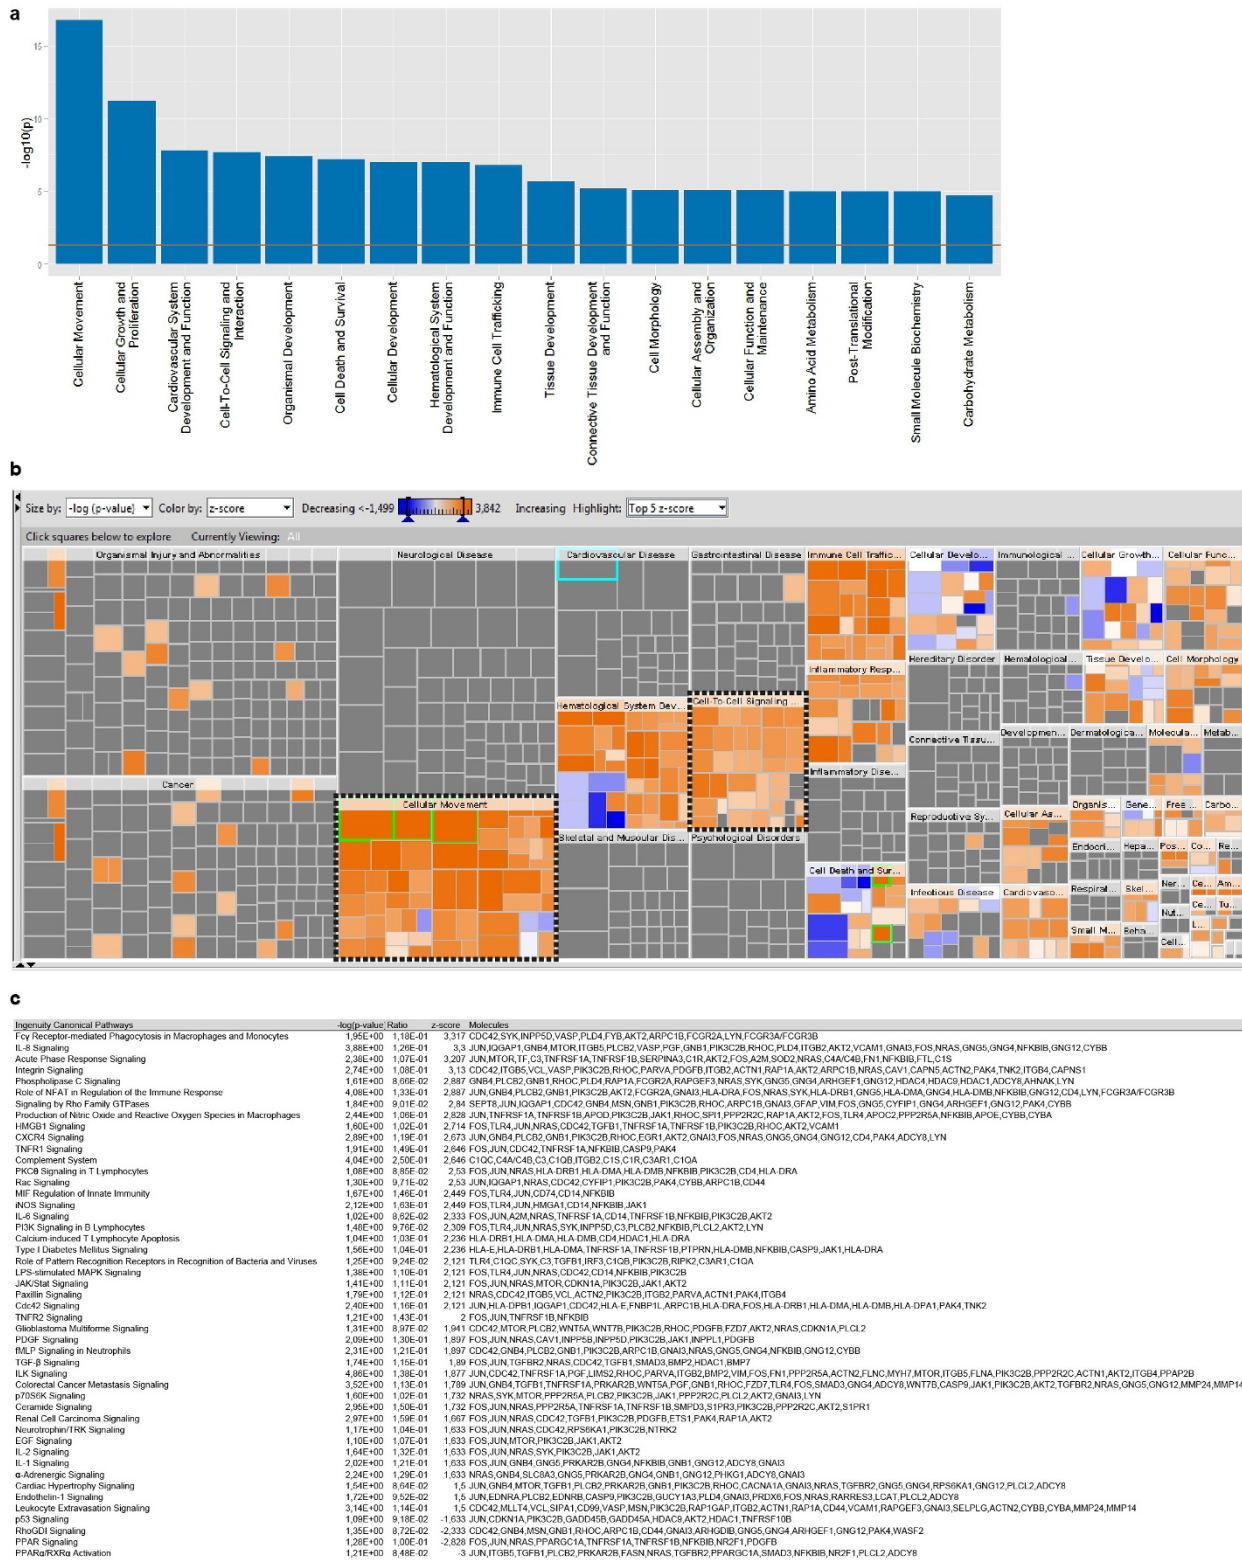 a
15
10
5
0
-log10(p)
Cellular Movement
Cellular Growth and
Proliferation
Cardiovascular System
Development and Function
Cell-To-Cell Signaling and
Interaction
Organismal Development
Cell Death and Survival
Cellular Development
Hematological System
Development and Function
Immune Cell Trafficking
Tissue Development
Connective Tissue Development
and Function
Cell Morphology
Cellular Assembly and
Organization
Cellular Function and
Maintenance
Amino Acid Metabolism
Post-Translational
Modification
Small Molecule Biochemistry
Carbohydrate Metabolism
b
Size by: -log (p-value) Color by: z-score Decreasing <-1,499 3,842 Increasing Highlight: Top 5 z-score
Click squares below to explore Currently Viewing: All
Organismal Injury and Abnormalities
Neurological Disease
Cardiovascular Disease
Gastrointestinal Disease
Immune Cell Traffic...
Cellular Develo...
Immunological ...
Cellular Growth...
Cellular Func...
Inflammatory Resp...
Hereditary Disorder
Hematological ...
Tissue Develo...
Cell Morphology
Hematological System Dev...
Cell-To-Cell Signaling ...
Connective Tissu...
Developmen...
Dermatologica...
Molecula...
Metab...
Inflammatory Dise...
Cancer
Cellular Movement
Reproductive Sy...
Cellular As...
Organis...
Gene...
Free ...
Carbo...
Skeletal and Muscular Dis...
Psychological Disorders
Endocri...
Hepa...
Pos...
Co...
Re...
Cell Death and Sur...
Infectious Disease
Cardiovasc...
Respirat...
Skel...
Ner...
Ce...
Am...
Ce...
Tu...
Nut...
L...
Small M...
Beha...
Cell...
c
Ingenuity Canonical Pathways -log(p-value) Ratio z-score Molecules
Fcγ Receptor-mediated Phagocytosis in Macrophages and Monocytes 1,95E+00 1,18E-01 3,317 CDC42,SYK,INPP5D,VASP,PLD4,FYB,AKT2,ARPC1B,FCGR2A,LYN,FCGR3A/FCGR3B
IL-8 Signaling 3,88E+00 1,26E-01 3,3 JUN,IQGAP1,GNB4,MTOR,ITGB5,PLCB2,VASP,PGF,GNB1,PIK3C2B,RHOC,PLD4,ITGB2,AKT2,VCAM1,GNAI3,FOS,NRAS,GNG5,GNG4,NFKBIB,GNG12,CYBB
Acute Phase Response Signaling 2,38E+00 1,07E-01 3,207 JUN,MTOR,TF,C3,TNFRSF1A,TNFRSF1B,SERPINA3,C1R,AKT2,FOS,A2M,SOD2,NRAS,C4A/C4B,FN1,NFKBIB,FTL,C1S
Integrin Signaling 2,74E+00 1,08E-01 3,13 CDC42,ITGB5,VCL,VASP,PIK3C2B,RHOC,PARVA,PDGFB,ITGB2,ACTN1,RAP1A,AKT2,ARPC1B,NRAS,CAV1,CAPN5,ACTN2,PAK4,TNK2,ITGB4,CAPNS1
Phospholipase C Signaling 1,61E+00 8,66E-02 2,887 GNB4,PLCB2,GNB1,RHOC,PLD4,RAP1A,FCGR2A,RAPGEF3,NRAS,SYK,GNG5,GNG4,ARHGEF1,GNG12,HDAC4,HDAC9,HDAC1,ADCY8,AHNAK,LYN
Role of NFAT in Regulation of the Immune Response 4,08E+00 1,33E-01 2,887 JUN,GNB4,PLCB2,GNB1,PIK3C2B,AKT2,FCGR2A,GNAI3,HLA-DRA,FOS,NRAS,SYK,HLA-DRB1,GNG5,HLA-DMA,GNG4,HLA-DMB,NFKBIB,GNG12,CD4,LYN,FCGR3A/FCGR3B
Signaling by Rho Family GTPases 1,84E+00 9,01E-02 2,84 SEPT8,JUN,IQGAP1,CDC42,GNB4,MSN,GNB1,PIK3C2B,RHOC,ARPC1B,GNAI3,GFAP,VIM,FOS,GNG5,CYFIP1,GNG4,ARHGEF1,GNG12,PAK4,CYBB
Production of Nitric Oxide and Reactive Oxygen Species in Macrophages 2,44E+00 1,06E-01 2,828 JUN,TNFRSF1A,TNFRSF1B,APOD,PIK3C2B,JAK1,RHOC,SPI1,PPP2R2C,RAP1A,AKT2,FOS,TLR4,APOC2,PPP2R5A,NFKBIB,APOE,CYBB,CYBA
HMGB1 Signaling 1,60E+00 1,02E-01 2,714 FOS,TLR4,JUN,NRAS,CDC42,TGFB1,TNFRSF1A,TNFRSF1B,PIK3C2B,RHOC,AKT2,VCAM1
CXCR4 Signaling 2,89E+00 1,19E-01 2,673 JUN,GNB4,PLCB2,GNB1,PIK3C2B,RHOC,EGR1,AKT2,GNAI3,FOS,NRAS,GNG5,GNG4,GNG12,CD4,PAK4,ADCY8,LYN
TNFR1 Signaling 1,91E+00 1,49E-01 2,646 FOS,JUN,CDC42,TNFRSF1A,NFKBIB,CASP9,PAK4
Complement System 4,04E+00 2,50E-01 2,646 C1QC,C4A/C4B,C3,C1QB,ITGB2,C1S,C1R,C3AR1,C1QA
PKCθ Signaling in T Lymphocytes 1,08E+00 8,85E-02 2,53 FOS,JUN,NRAS,HLA-DRB1,HLA-DMA,HLA-DMB,NFKBIB,PIK3C2B,CD4,HLA-DRA
Rac Signaling 1,30E+00 9,71E-02 2,53 JUN,IQGAP1,NRAS,CDC42,CYFIP1,PIK3C2B,PAK4,CYBB,ARPC1B,CD44
MIF Regulation of Innate Immunity 1,67E+00 1,46E-01 2,449 FOS,TLR4,JUN,CD74,CD14,NFKBIB
iNOS Signaling 2,12E+00 1,63E-01 2,449 FOS,TLR4,JUN,HMGA1,CD14,NFKBIB,JAK1
IL-6 Signaling 1,02E+00 8,62E-02 2,333 FOS,JUN,A2M,NRAS,TNFRSF1A,CD14,TNFRSF1B,NFKBIB,PIK3C2B,AKT2
PI3K Signaling in B Lymphocytes 1,48E+00 9,76E-02 2,309 FOS,TLR4,JUN,NRAS,SYK,INPP5D,C3,PLCB2,NFKBIB,PLCL2,AKT2,LYN
Calcium-induced T Lymphocyte Apoptosis 1,04E+00 1,03E-01 2,236 HLA-DRB1,HLA-DMA,HLA-DMB,CD4,HDAC1,HLA-DRA
Type I Diabetes Mellitus Signaling 1,56E+00 1,04E-01 2,236 HLA-E,HLA-DRB1,HLA-DMA,TNFRSF1A,TNFRSF1B,PTPRN,HLA-DMB,NFKBIB,CASP9,JAK1,HLA-DRA
Role of Pattern Recognition Receptors in Recognition of Bacteria and Viruses 1,25E+00 9,24E-02 2,121 TLR4,C1QC,SYK,C3,TGFB1,IRF3,C1QB,PIK3C2B,RIPK2,C3AR1,C1QA
LPS-stimulated MAPK Signaling 1,38E+00 1,10E-01 2,121 FOS,TLR4,JUN,NRAS,CDC42,CD14,NFKBIB,PIK3C2B
JAK/Stat Signaling 1,41E+00 1,11E-01 2,121 FOS,JUN,NRAS,MTOR,CDKN1A,PIK3C2B,JAK1,AKT2
Paxillin Signaling 1,79E+00 1,12E-01 2,121 NRAS,CDC42,ITGB5,VCL,ACTN2,PIK3C2B,ITGB2,PARVA,ACTN1,PAK4,ITGB4
Cdc42 Signaling 2,40E+00 1,16E-01 2,121 JUN,HLA-DPB1,IQGAP1,CDC42,HLA-E,FNBP1L,ARPC1B,HLA-DRA,FOS,HLA-DRB1,HLA-DMA,HLA-DMB,HLA-DPA1,PAK4,TNK2
TNFR2 Signaling 1,21E+00 1,43E-01 2 FOS,JUN,TNFRSF1B,NFKBIB
Glioblastoma Multiforme Signaling 1,31E+00 8,97E-02 1,941 CDC42,MTOR,PLCB2,WNT5A,WNT7B,PIK3C2B,RHOC,PDGFB,FZD7,AKT2,NRAS,CDKN1A,PLCL2
PDGF Signaling 2,09E+00 1,30E-01 1,897 FOS,JUN,NRAS,CAV1,INPP5B,INPP5D,PIK3C2B,JAK1,INPPL1,PDGFB
fMLP Signaling in Neutrophils 2,31E+00 1,21E-01 1,897 CDC42,GNB4,PLCB2,GNB1,PIK3C2B,ARPC1B,GNAI3,NRAS,GNG5,GNG4,NFKBIB,GNG12,CYBB
TGF-β Signaling 1,74E+00 1,15E-01 1,89 FOS,JUN,TGFBR2,NRAS,CDC42,TGFB1,SMAD3,BMP2,HDAC1,BMP7
ILK Signaling 4,86E+00 1,38E-01 1,877 JUN,CDC42,TNFRSF1A,PGF,LIMS2,RHOC,PARVA,ITGB2,BMP2,VIM,FOS,FN1,PPP2R5A,ACTN2,FLNC,MYH7,MTOR,ITGB5,FLNA,PIK3C2B,PPP2R2C,ACTN1,AKT2,ITGB4,PPAP2B
Colorectal Cancer Metastasis Signaling 3,52E+00 1,13E-01 1,789 JUN,GNB4,TGFB1,TNFRSF1A,PRKAR2B,WNT5A,PGF,GNB1,RHOC,FZD7,TLR4,FOS,SMAD3,GNG4,ADCY8,WNT7B,CASP9,JAK1,PIK3C2B,AKT2,TGFBR2,NRAS,GNG5,GNG12,MMP24,MMP14
p70S6K Signaling 1,60E+00 1,02E-01 1,732 NRAS,SYK,MTOR,PPP2R5A,PLCB2,PIK3C2B,JAK1,PPP2R2C,PLCL2,AKT2,GNAI3,LYN
Ceramide Signaling 2,95E+00 1,50E-01 1,732 FOS,JUN,NRAS,PPP2R5A,TNFRSF1A,TNFRSF1B,SMPD3,S1PR3,PIK3C2B,PPP2R2C,AKT2,S1PR1
Renal Cell Carcinoma Signaling 2,97E+00 1,59E-01 1,667 FOS,JUN,NRAS,CDC42,TGFB1,PIK3C2B,PDGFB,ETS1,PAK4,RAP1A,AKT2
Neurotrophin/TRK Signaling 1,17E+00 1,04E-01 1,633 FOS,JUN,NRAS,CDC42,RPS6KA1,PIK3C2B,NTRK2
EGF Signaling 1,10E+00 1,07E-01 1,633 FOS,JUN,MTOR,PIK3C2B,JAK1,AKT2
IL-2 Signaling 1,64E+00 1,32E-01 1,633 FOS,JUN,NRAS,SYK,PIK3C2B,JAK1,AKT2
IL-1 Signaling 2,02E+00 1,21E-01 1,633 FOS,JUN,GNB4,GNG5,PRKAR2B,GNG4,NFKBIB,GNB1,GNG12,ADCY8,GNAI3
α-Adrenergic Signaling 2,24E+00 1,29E-01 1,633 NRAS,GNB4,SLC8A3,GNG5,PRKAR2B,GNG4,GNB1,GNG12,PHKG1,ADCY8,GNAI3
Cardiac Hypertrophy Signaling 1,54E+00 8,64E-02 1,5 JUN,CDC42,GNB4,MTOR,TGFB1,PLCB2,PRKAR2B,GNB1,PIK3C2B,RHOC,CACNA1A,GNAI3,NRAS,TGFBR2,GNG5,GNG4,RPS6KA1,GNG12,PLCL2,ADCY8
Endothelin-1 Signaling 1,72E+00 9,52E-02 1,5 FOS,JUN,EDNRA,PLCB2,EDNRB,CASP9,PIK3C2B,GUCY1A3,PLD4,GNAI3,PRDX6,FOS,NRAS,RARRES3,LCAT,PLCL2,ADCY8
Leukocyte Extravasation Signaling 3,14E+00 1,14E-01 1,5 CDC42,MLLT4,VCL,SIPA1,CD99,VASP,MSN,PIK3C2B,RAP1GAP,ITGB2,ACTN1,RAP1A,CD44,VCAM1,RAPGEF3,GNAI3,SELPLG,ACTN2,CYBB,CYBA,MMP24,MMP14
p53 Signaling 1,09E+00 9,18E-02 -1,633 JUN,CDKN1A,PIK3C2B,GADD45B,GADD45A,HDAC9,AKT2,HDAC1,TNFRSF10B
RhoGDI Signaling 1,35E+00 8,72E-02 -2,333 CDC42,GNB4,MSN,GNB1,RHOC,ARPC1B,CD44,GNAI3,ARHGDIB,GNG5,GNG4,ARHGEF1,GNG12,PAK4,WASF2
PPAR Signaling 1,28E+00 1,00E-01 -2,828 FOS,JUN,NRAS,PPARGC1A,TNFRSF1A,TNFRSF1B,NFKBIB,NR2F1,PDGFB
PPARα/RXRα Activation 1,21E+00 8,48E-02 -3 JUN,ITGB5,TGFB1,PLCB2,PRKAR2B,FASN,NRAS,TGFBR2,PPARGC1A,SMAD3,NFKBIB,NR2F1,PLCL2,ADCY8